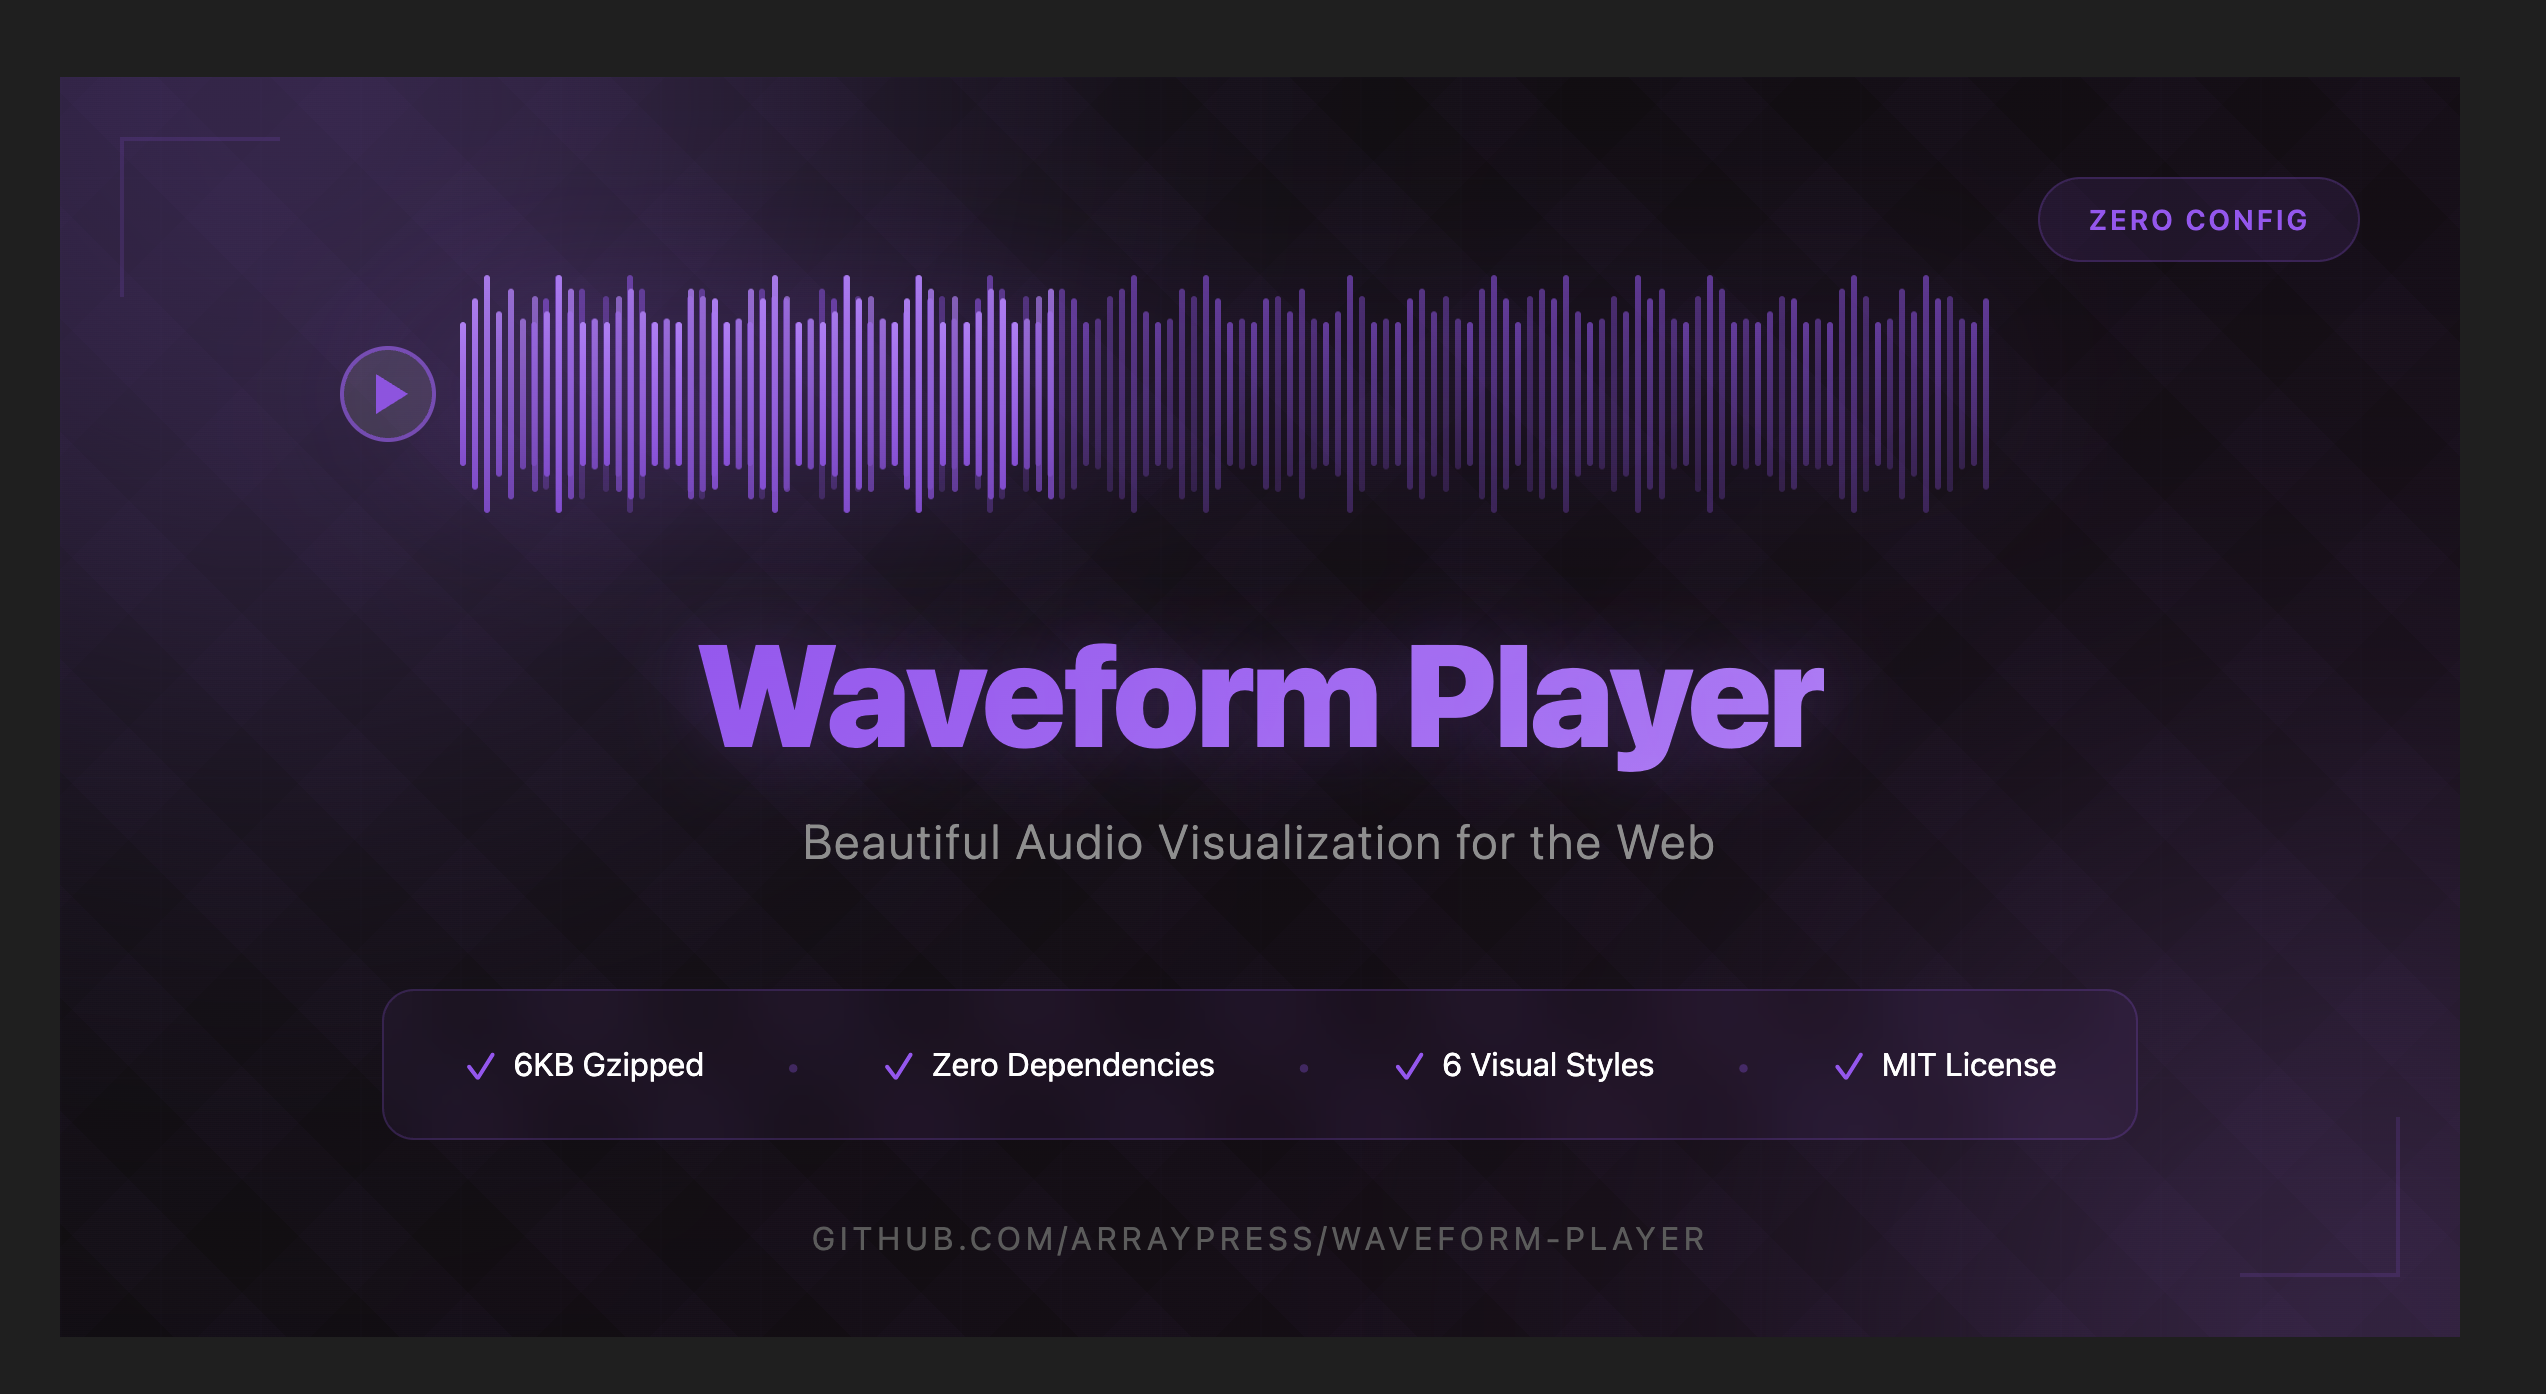 ZERO CONFIG
Waveform Player
Beautiful Audio Visualization for the Web
6KB Gzipped • Zero Dependencies • 6 Visual Styles • MIT License
GITHUB.COM/ARRAYPRESS/WAVEFORM-PLAYER